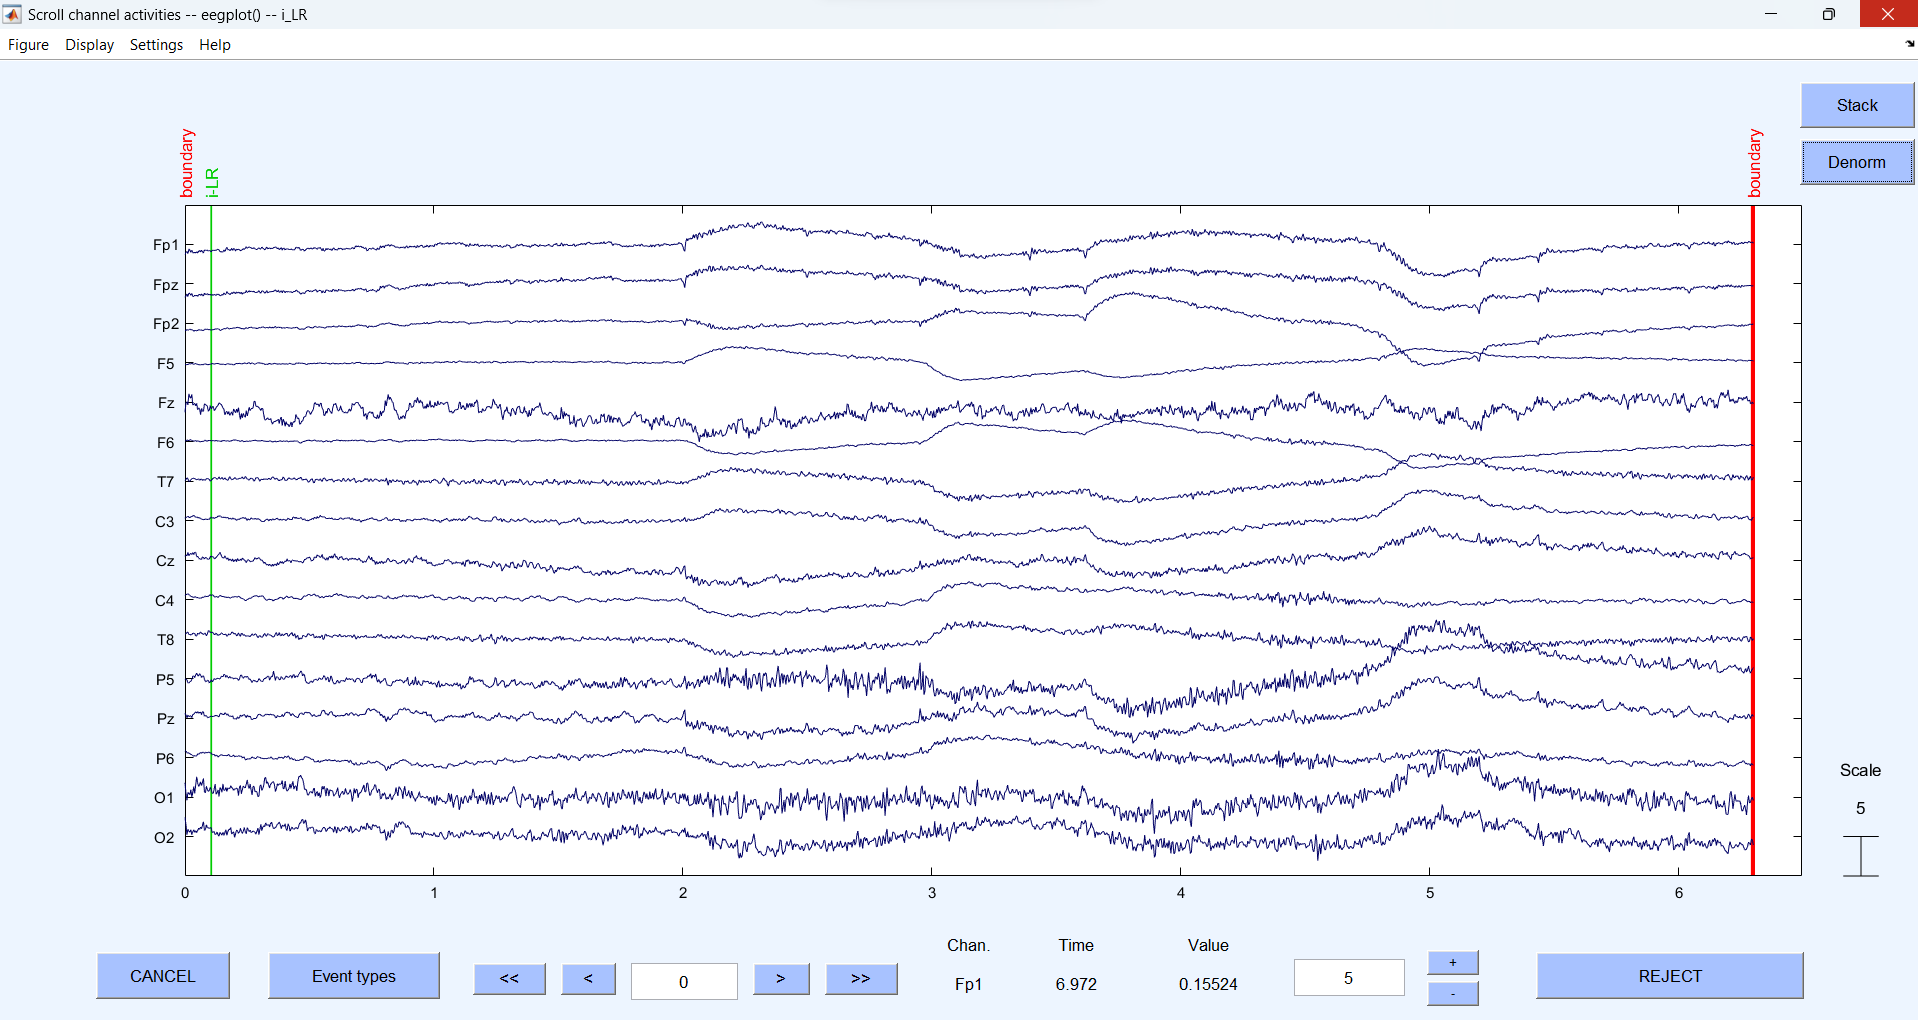 Scroll channel activities -- eegplot() -- i_LR
Figure Display Settings Help
Stack
Denorm
boundary
i-LR
boundary
Fp1
Fpz
Fp2
F5
Fz
F6
T7
C3
Cz
C4
T8
P5
Pz
P6
O1
O2
0 1 2 3 4 5 6
Scale
5
Chan. Time Value
CANCEL Event types << < 0 > >> Fp1 6.972 0.15524 5 + - REJECT